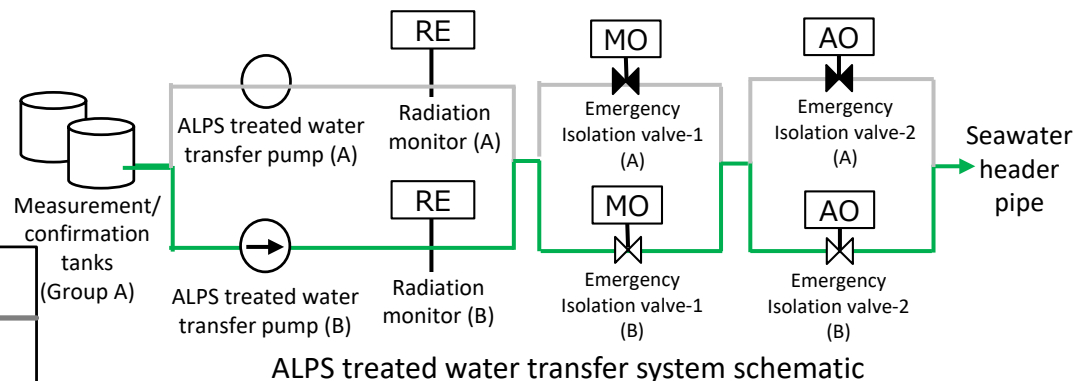 RE
MO
AO
ALPS treated water
transfer pump (A)
Radiation
monitor (A)
Emergency
Isolation valve-1
(A)
Emergency
Isolation valve-2
(A)
Seawater
header
pipe
Measurement/
confirmation
tanks
(Group A)
RE
MO
AO
ALPS treated water
transfer pump (B)
Radiation
monitor (B)
Emergency
Isolation valve-1
(B)
Emergency
Isolation valve-2
(B)
ALPS treated water transfer system schematic